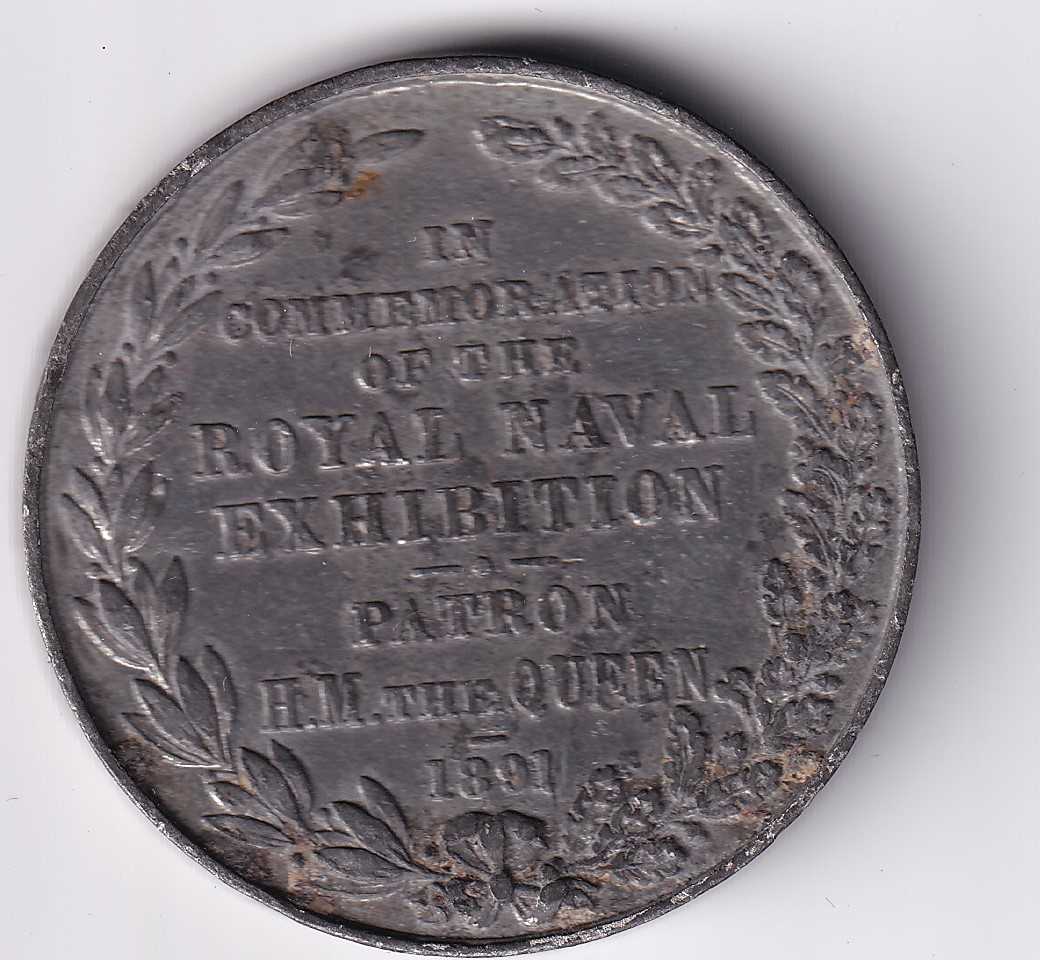 IN
COMMEMORATION
OF THE
ROYAL NAVAL
EXHIBITION
PATRON
H.M. THE QUEEN.
1891